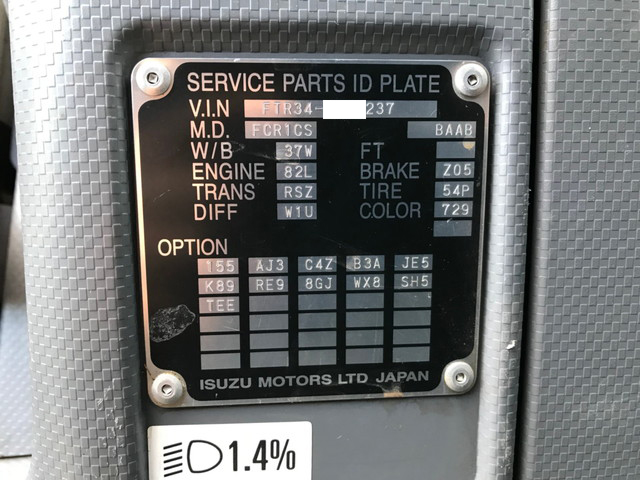 SERVICE PARTS ID PLATE
V.I.N FTR34- 237
M.D. FCR1CS BAAB
W/B 37W FT
ENGINE 82L BRAKE Z05
TRANS RSZ TIRE 54P
DIFF W1U COLOR 729
OPTION
155 AJ3 C4Z B3A JE5
K89 RE9 8GJ WX8 SH5
TEE
ISUZU MOTORS LTD JAPAN
1.4%